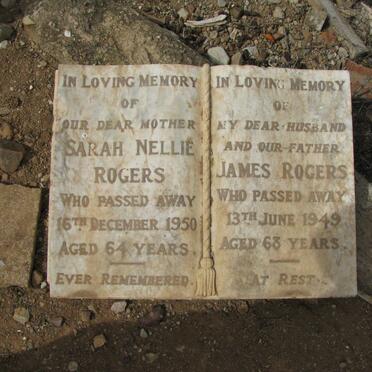 IN LOVING MEMORY
OF
OUR DEAR MOTHER
SARAH NELLIE
ROGERS
WHO PASSED AWAY
16TH DECEMBER 1950
AGED 64 YEARS.
EVER REMEMBERED.
IN LOVING MEMORY
OF
MY DEAR HUSBAND
AND OUR FATHER
JAMES ROGERS
WHO PASSED AWAY
13TH JUNE 1949
AGED 68 YEARS.
AT REST.